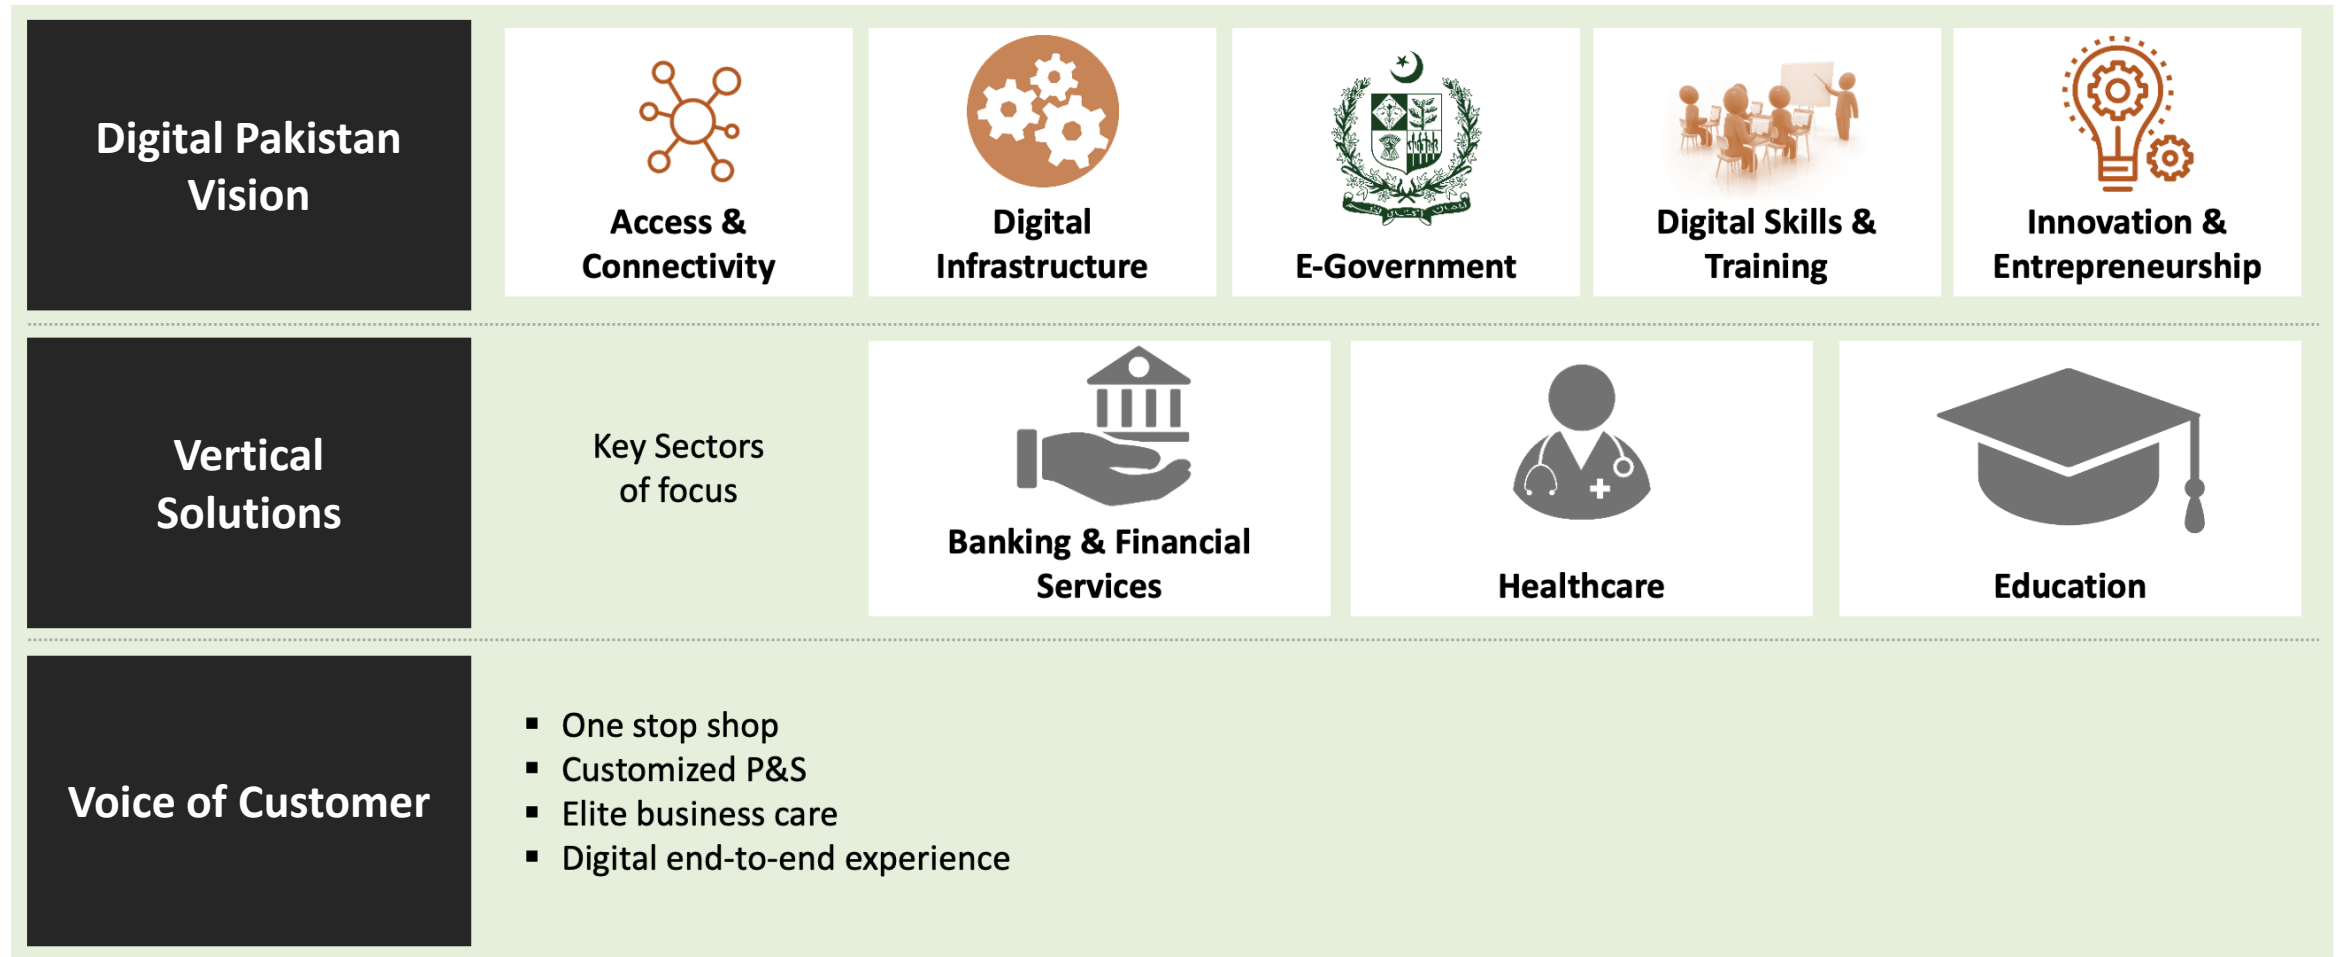 Digital Pakistan
Vision
Access &
Connectivity
Digital
Infrastructure
E-Government
Digital Skills &
Training
Innovation &
Entrepreneurship
Vertical
Solutions
Key Sectors
of focus
Banking & Financial
Services
Healthcare
Education
Voice of Customer
▪ One stop shop
▪ Customized P&S
▪ Elite business care
▪ Digital end-to-end experience